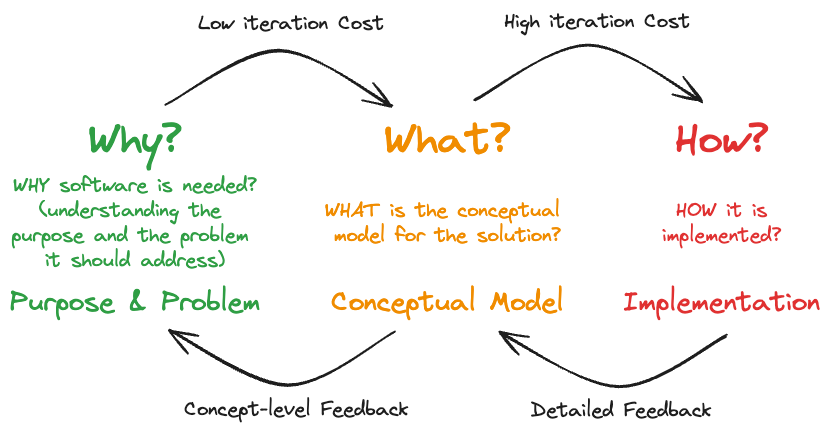 Low iteration Cost
High iteration Cost
Why?
What?
How?
WHY software is needed?
(understanding the
purpose and the problem
it should address)
WHAT is the conceptual
model for the solution?
HOW it is
implemented?
Purpose & Problem
Conceptual Model
Implementation
Concept-level Feedback
Detailed Feedback